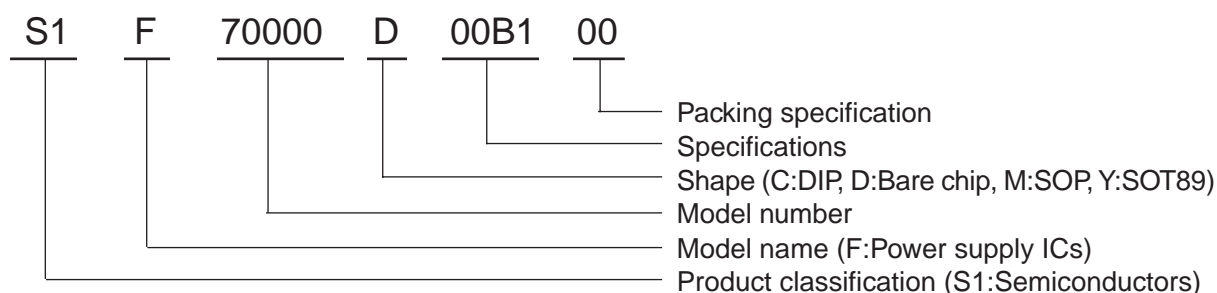 S1 F 70000 D 00B1 00
Packing specification
Specifications
Shape (C:DIP, D:Bare chip, M:SOP, Y:SOT89)
Model number
Model name (F:Power supply ICs)
Product classification (S1:Semiconductors)